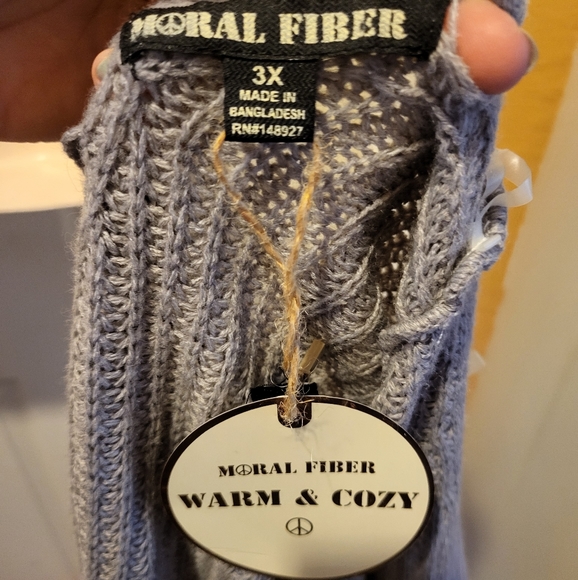 MORAL FIBER
3X
MADE IN
BANGLADESH
RN#148927
MORAL FIBER
WARM & COZY